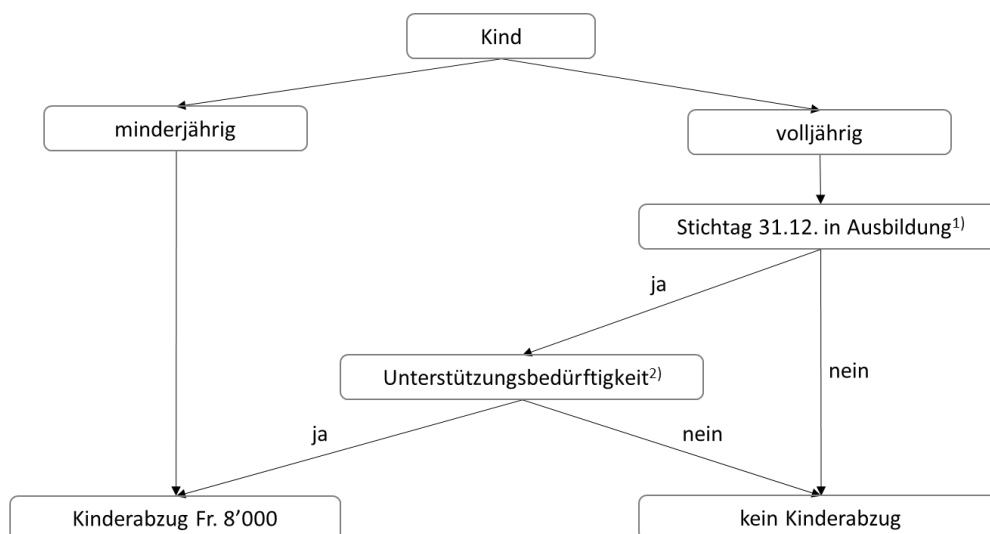 Kind
minderjährig
volljährig
Stichtag 31.12. in Ausbildung1)
ja
Unterstützungsbedürftigkeit2)
nein
ja
nein
Kinderabzug Fr. 8’000
kein Kinderabzug